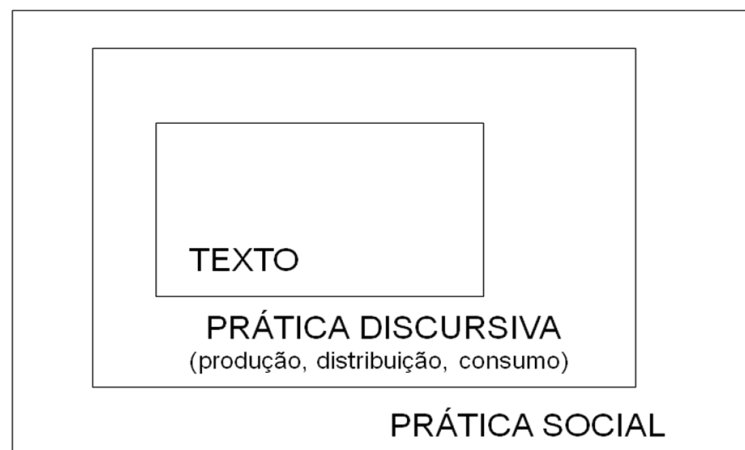 TEXTO
PRÁTICA DISCURSIVA
(produção, distribuição, consumo)
PRÁTICA SOCIAL